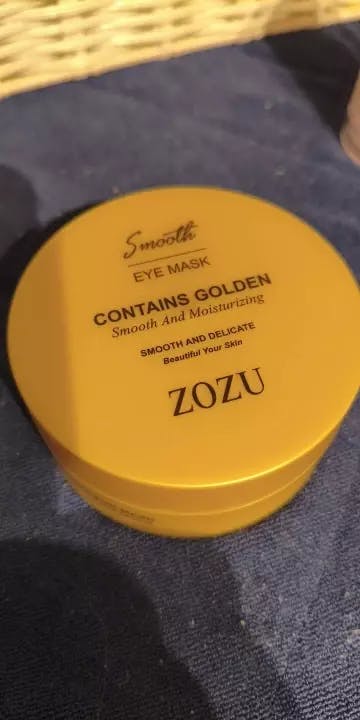 Smooth
EYE MASK
CONTAINS GOLDEN
Smooth And Moisturizing
SMOOTH AND DELICATE
Beautiful Your Skin
ZOZU